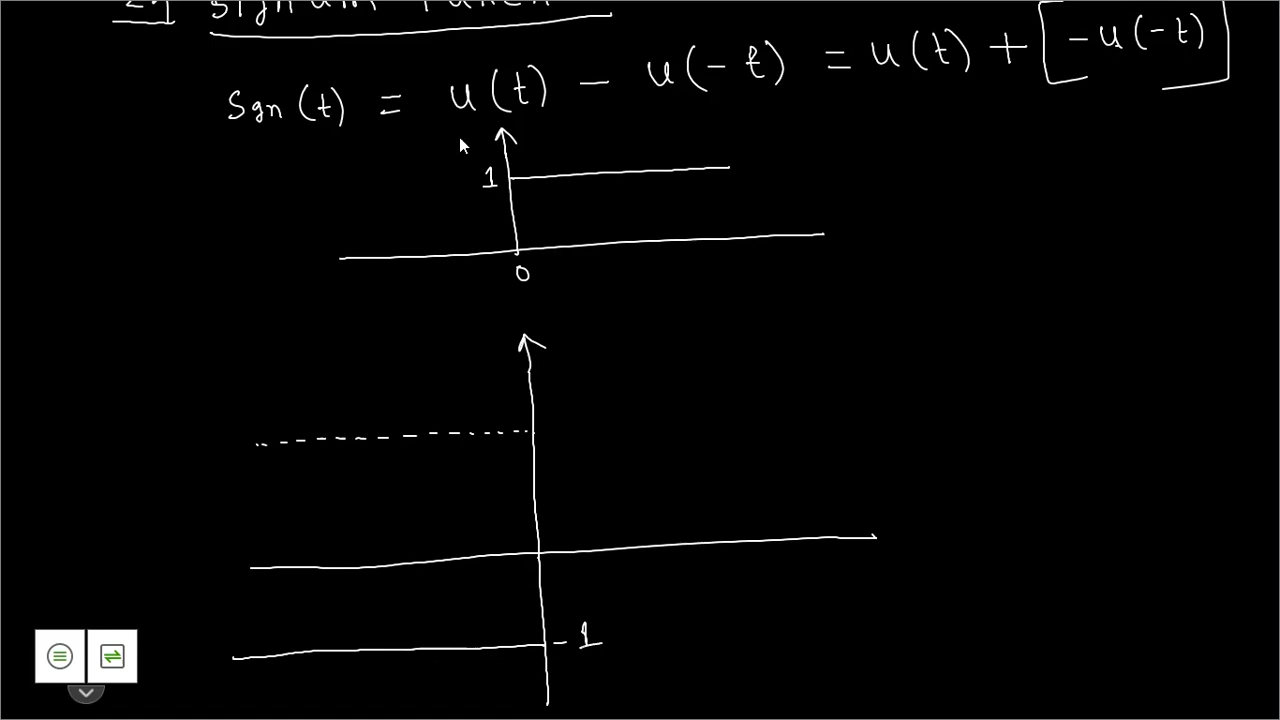 Sgn(t) = u(t) - u(-t) = u(t) + [-u(-t)]
1
0
-1